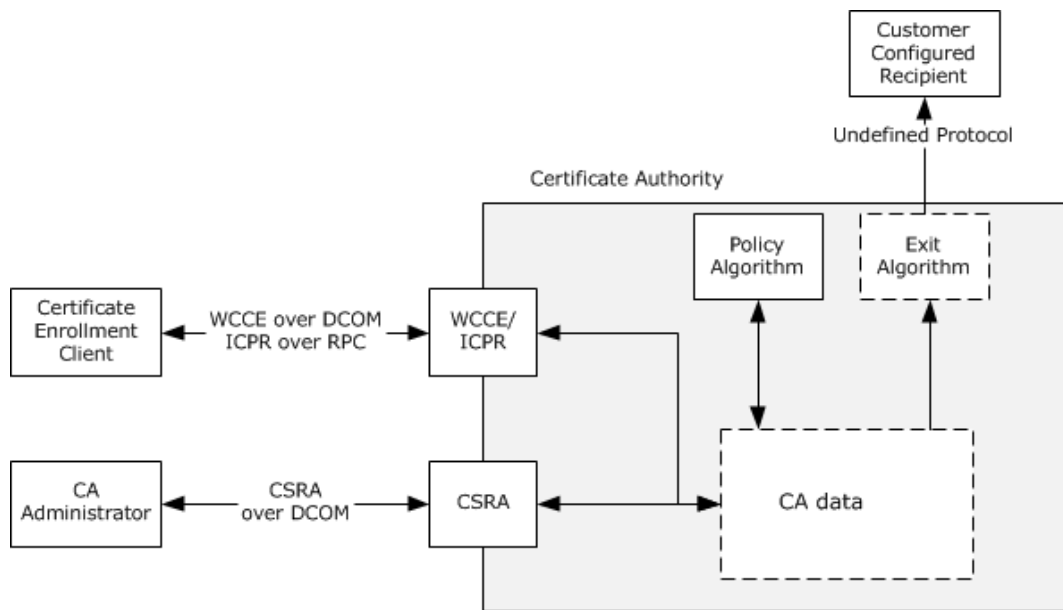 Customer
Configured
Recipient
Undefined Protocol
Certificate Authority
Policy
Algorithm
Exit
Algorithm
Certificate
Enrollment
Client
WCCE over DCOM
ICPR over RPC
WCCE/
ICPR
CA
Administrator
CSRA
over DCOM
CSRA
CA data